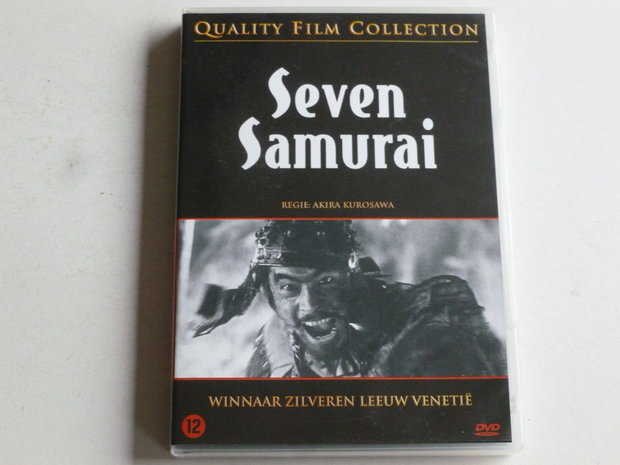 QUALITY FILM COLLECTION
Seven
Samurai
REGIE: AKIRA KUROSAWA
WINNAAR ZILVEREN LEEUW VENETIË
12
DVD